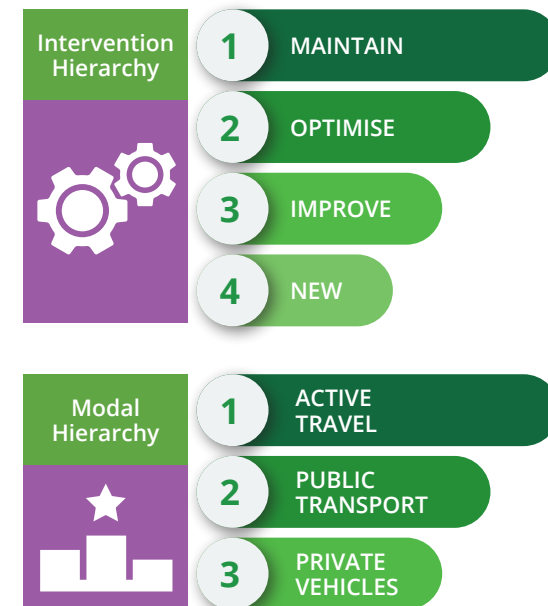 Intervention
Hierarchy
1 MAINTAIN
2 OPTIMISE
3 IMPROVE
4 NEW
Modal
Hierarchy
1 ACTIVE
TRAVEL
2 PUBLIC
TRANSPORT
3 PRIVATE
VEHICLES